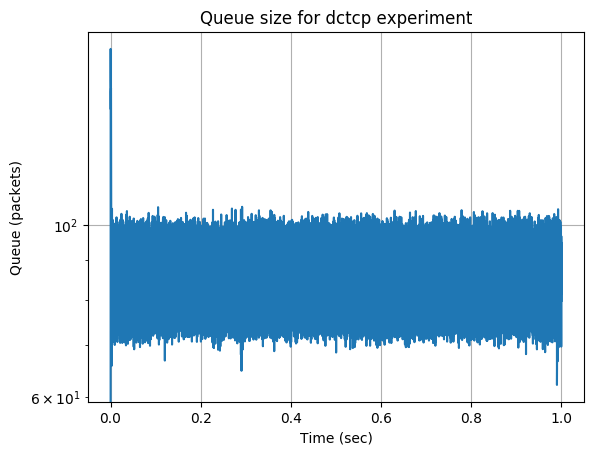 Queue size for dctcp experiment
Queue (packets)
10²
6 × 10¹
0.0 0.2 0.4 0.6 0.8 1.0
Time (sec)